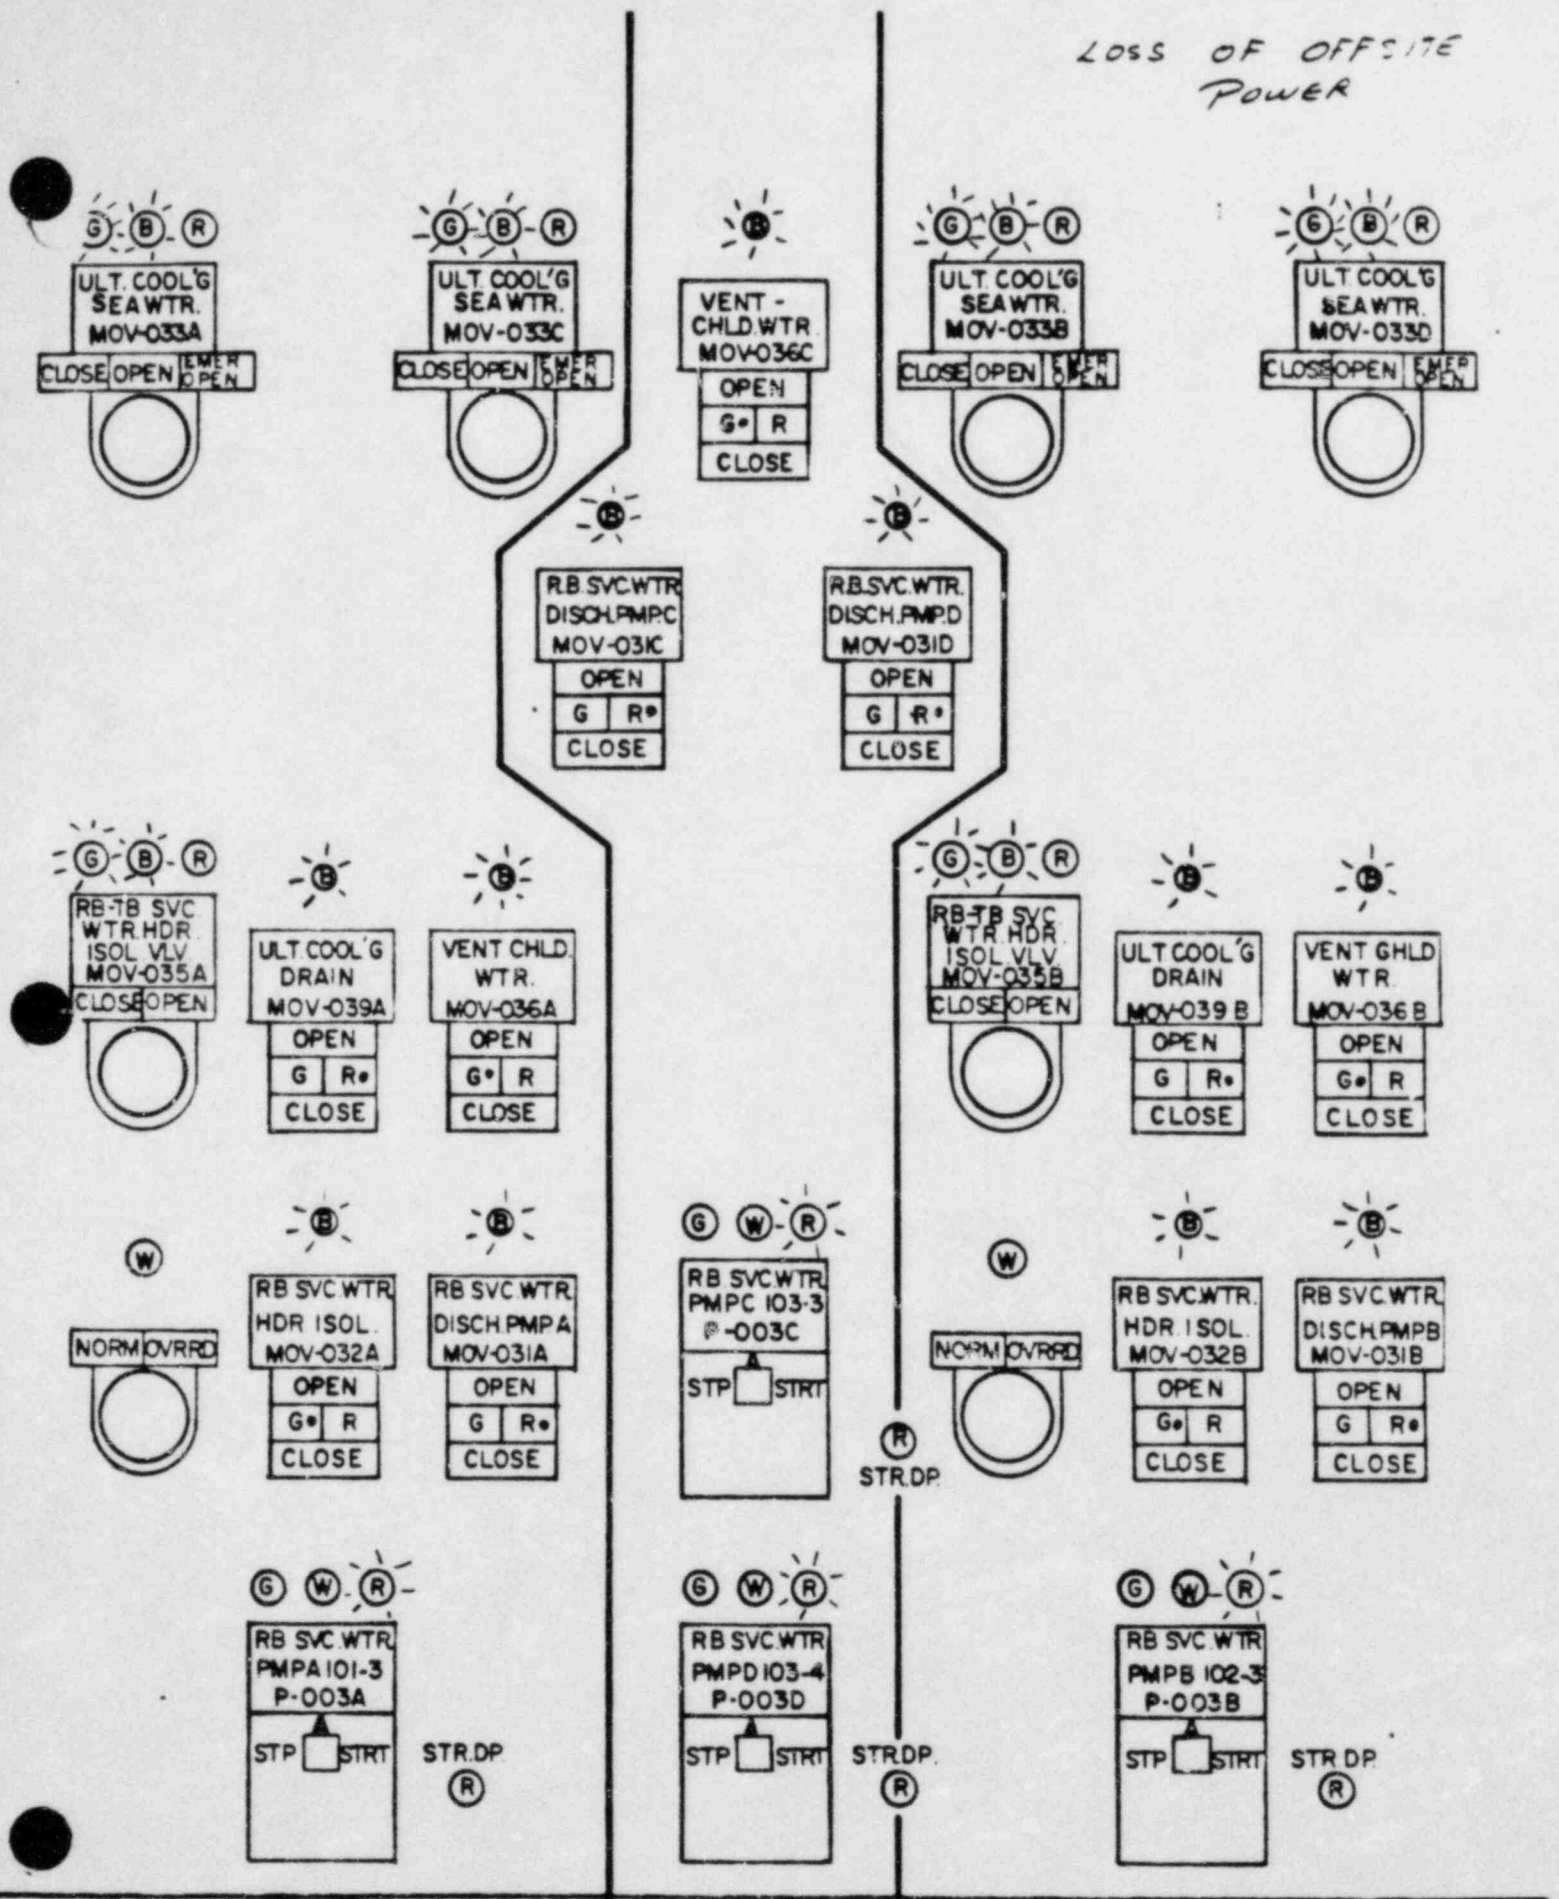 LOSS OF OFFSITE
POWER
G B R
ULT. COOL'G
SEA WTR.
MOV-033A
CLOSE OPEN EMER OPEN
G B R
ULT. COOL'G
SEA WTR.
MOV-033C
CLOSE OPEN EMER OPEN
B
VENT -
CHLD. WTR
MOV-036C
OPEN
G• R
CLOSE
G B R
ULT. COOL'G
SEA WTR.
MOV-033B
CLOSE OPEN EMER OPEN
G B R
ULT. COOL'G
SEA WTR.
MOV-033D
CLOSE OPEN EMER OPEN
B
R.B. SVC. WTR
DISCH. PMP. C
MOV-031C
OPEN
G R•
CLOSE
B
R.B. SVC. WTR.
DISCH. PMP. D
MOV-031D
OPEN
G R•
CLOSE
G B R
RB-TB SVC.
WTR. HDR.
ISOL VLV
MOV-035A
CLOSE OPEN
B
ULT. COOL'G
DRAIN
MOV-039A
OPEN
G R•
CLOSE
B
VENT CHLD.
WTR.
MOV-036A
OPEN
G• R
CLOSE
G B R
RB-TB SVC.
WTR. HDR.
ISOL VLV
MOV-035B
CLOSE OPEN
B
ULT. COOL'G
DRAIN
MOV-039B
OPEN
G R•
CLOSE
B
VENT GHLD
WTR.
MOV-036B
OPEN
G• R
CLOSE
W
NORM OVRRD
B
RB SVC. WTR.
HDR ISOL.
MOV-032A
OPEN
G• R
CLOSE
B
RB SVC. WTR.
DISCH. PMP A
MOV-031A
OPEN
G R•
CLOSE
G W R
RB SVC. WTR.
PMPC 103-3
P-003C
STP STRT
R
STR. DP.
W
NORM OVRRD
B
RB SVC. WTR.
HDR. ISOL.
MOV-032B
OPEN
G• R
CLOSE
B
RB SVC. WTR.
DISCH. PMPB
MOV-031B
OPEN
G R•
CLOSE
G W R
RB SVC. WTR.
PMPA 101-3
P-003A
STP STRT
STR. DP.
R
G W R
RB SVC. WTR
PMPD 103-4
P-003D
STP STRT
STR. DP.
R
G W R
RB SVC. WTR
PMPB 102-3
P-003B
STP STRT
STR. DP.
R